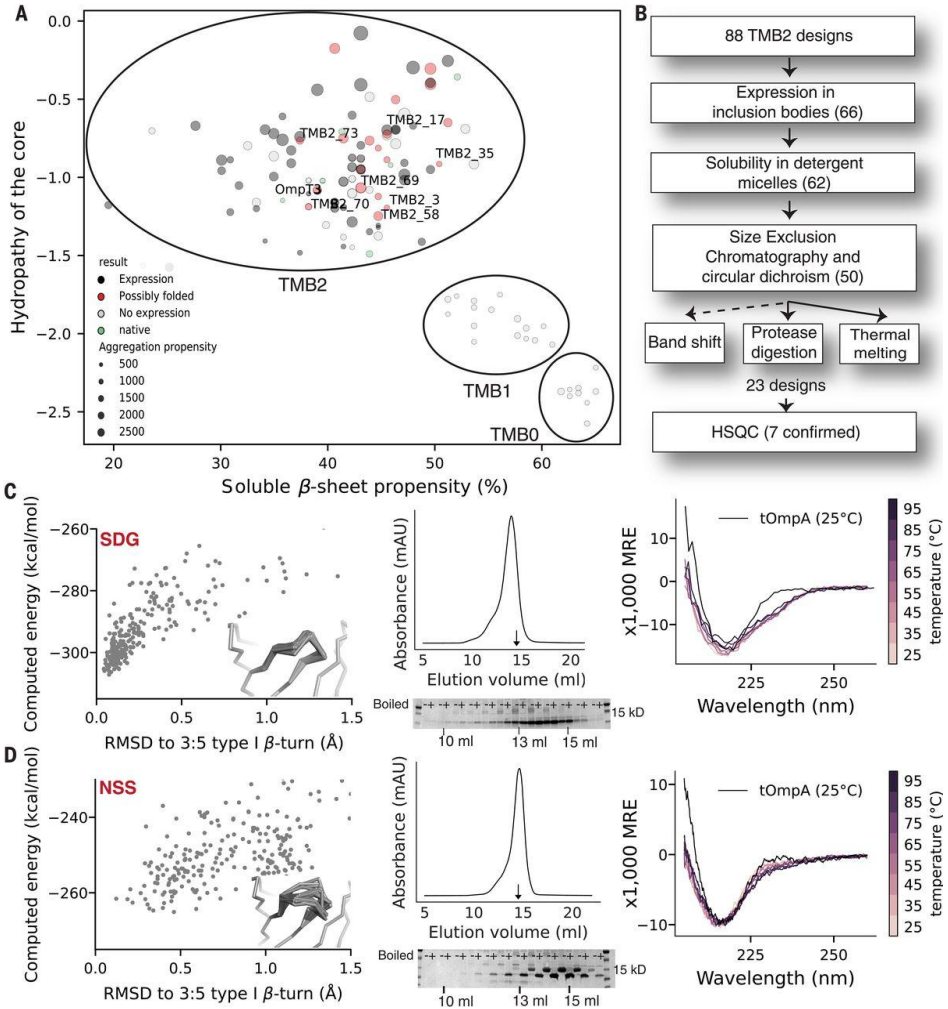 A
Hydropathy of the core
0.0
−0.5
−1.0
−1.5
−2.0
−2.5
TMB2_17
TMB2_73
TMB2_35
TMB2_69
OmpT3
TMB2_70
TMB2_3
TMB2_58
TMB2
TMB1
TMB0
result
Expression
Possibly folded
No expression
native
Aggregation propensity
500
1000
1500
2000
2500
20 30 40 50 60
Soluble β-sheet propensity (%)
B
88 TMB2 designs
Expression in
inclusion bodies (66)
Solubility in detergent
micelles (62)
Size Exclusion
Chromatography and
circular dichroism (50)
Band shift
Protease
digestion
Thermal
melting
23 designs
HSQC (7 confirmed)
C
SDG
Computed energy (kcal/mol)
−260
−280
−300
0.0 0.5 1.0 1.5
RMSD to 3:5 type I β-turn (Å)
Absorbance (mAU)
5 10 15 20
Elution volume (ml)
Boiled + + + + + + + + + + + +
15 kD
10 ml 13 ml 15 ml
x1,000 MRE
10
0
−10
tOmpA (25°C)
225 250
Wavelength (nm)
95
85
75
65
55
45
35
25
temperature (°C)
D
NSS
Computed energy (kcal/mol)
−240
−260
0.0 0.5 1.0 1.5
RMSD to 3:5 type I β-turn (Å)
Absorbance (mAU)
5 10 15 20
Elution volume (ml)
Boiled + + + + + + + + + + + +
15 kD
10 ml 13 ml 15 ml
x1,000 MRE
10
0
−10
tOmpA (25°C)
225 250
Wavelength (nm)
95
85
75
65
55
45
35
25
temperature (°C)